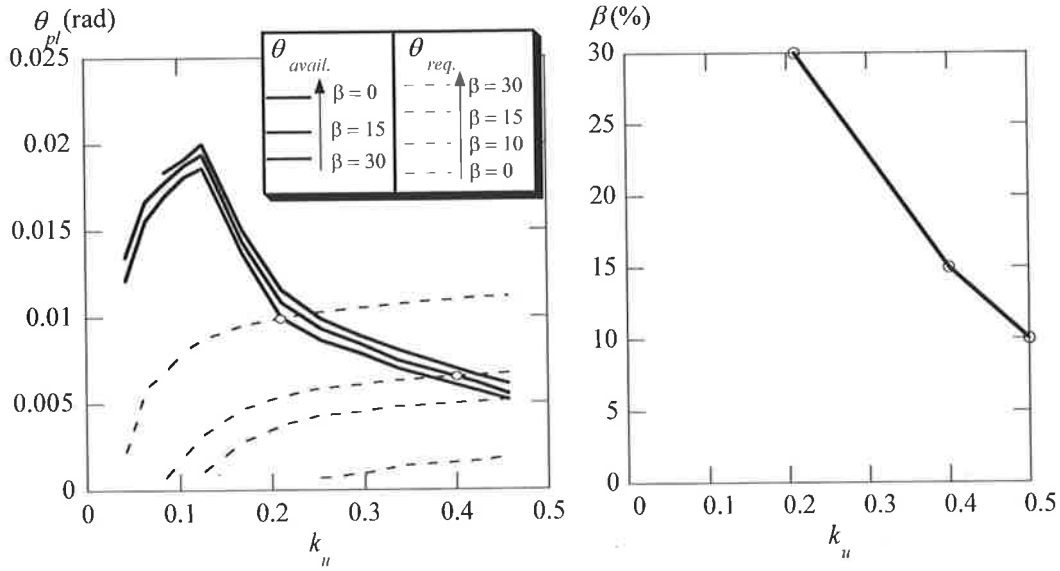 θpl (rad)
0.025
0.02
0.015
0.01
0.005
0
0 0.1 0.2 0.3 0.4 0.5
ku
θavail.
β = 0
β = 15
β = 30
θreq.
β = 30
β = 15
β = 10
β = 0
β (%)
30
25
20
15
10
5
0
0 0.1 0.2 0.3 0.4 0.5
ku